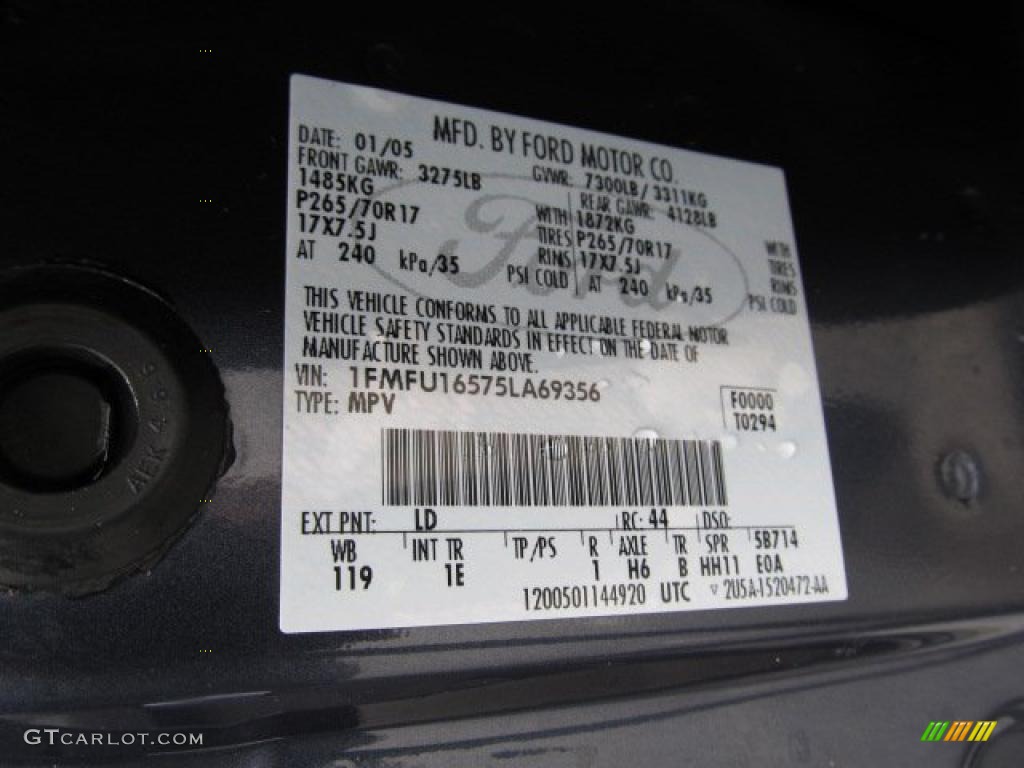 MFD. BY FORD MOTOR CO.
DATE: 01/05 GVWR: 7300LB/ 3311KG
FRONT GAWR: 3275LB REAR GAWR: 4128LB
1485KG WITH 1872KG WITH
P265/70R17 TIRES P265/70R17 TIRES
17X7.5J RIMS 17X7.5J RIMS
AT 240 kPa/35 PSI COLD AT 240 kPa/35 PSI COLD
Ford
THIS VEHICLE CONFORMS TO ALL APPLICABLE FEDERAL MOTOR
VEHICLE SAFETY STANDARDS IN EFFECT ON THE DATE OF
MANUFACTURE SHOWN ABOVE.
VIN: 1FMFU16575LA69356
TYPE: MPV
F0000
T0294
EXT PNT: LD RC: 44 DSO:
WB INT TR TP/PS R AXLE TR SPR 5B714
119 1E 1 H6 B HH11 E0A
1200501144920 UTC ▽ 2U5A-1520472-AA
GTCARLOT.COM